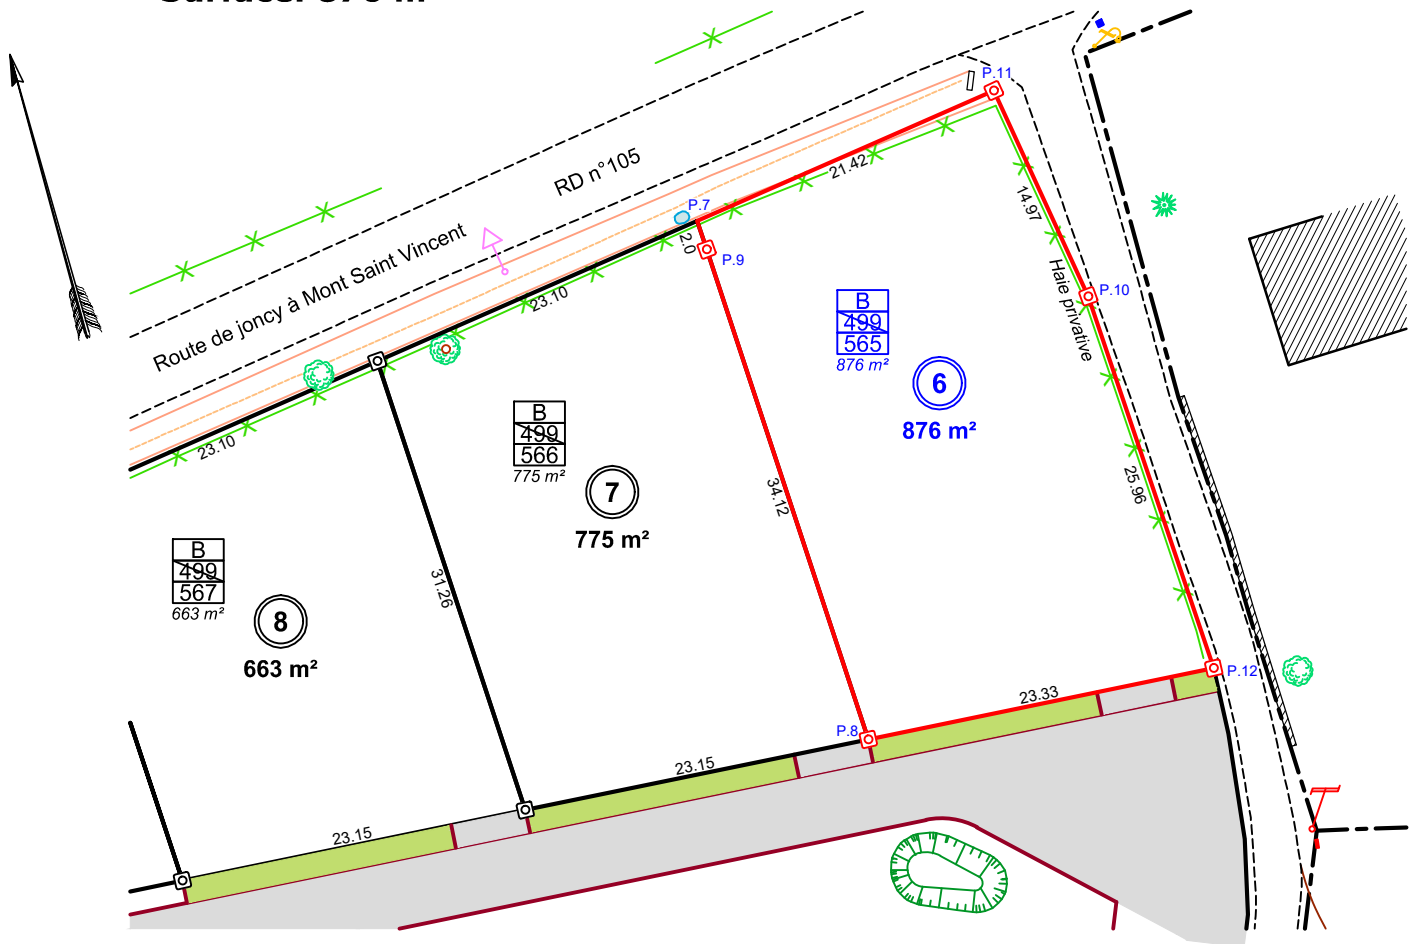 P.11
RD n°105
21.42
P.7
2.0
P.9
14.97
Route de joncy à Mont Saint Vincent
23.10
Haie privative
P.10
B
499
565
876 m²
6
876 m²
23.10
B
499
566
775 m²
7
775 m²
34.12
25.96
B
499
567
663 m²
8
663 m²
31.26
P.12
23.33
P.8
23.15
23.15